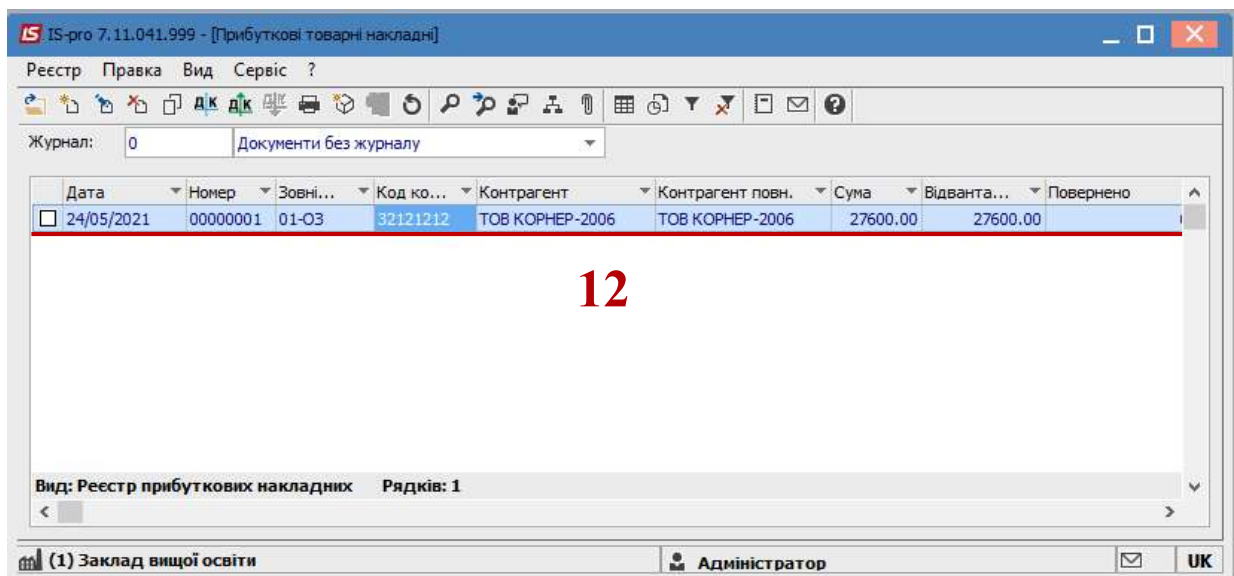 IS-pro 7.11.041.999 - [Прибуткові товарні накладні]
Реєстр Правка Вид Сервіс ?
Журнал: 0 Документи без журналу
Дата Номер Зовні... Код ко... Контрагент Контрагент повн. Сума Відванта... Повернено
24/05/2021 00000001 01-ОЗ 32121212 ТОВ КОРНЕР-2006 ТОВ КОРНЕР-2006 27600.00 27600.00
12
Вид: Реєстр прибуткових накладних Рядків: 1
(1) Заклад вищої освіти Адміністратор UK